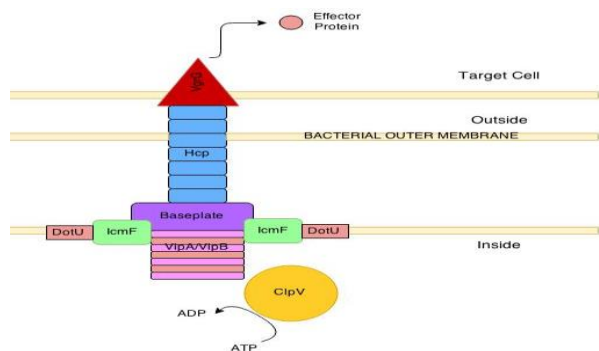 Effector
Protein
VgrG
Target Cell
Outside
BACTERIAL OUTER MEMBRANE
Hcp
Baseplate
DotU
IcmF
IcmF
DotU
VipA/VipB
Inside
ClpV
ADP
ATP